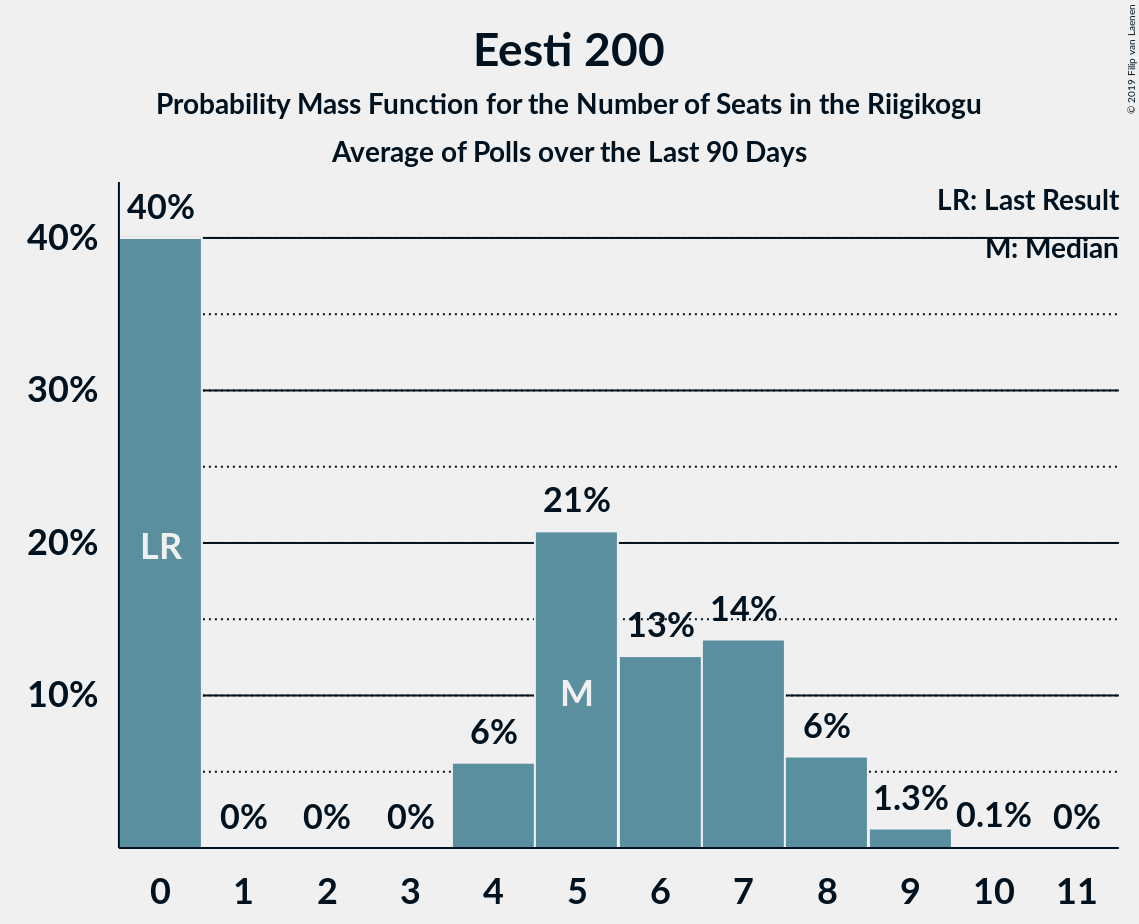 Eesti 200
Probability Mass Function for the Number of Seats in the Riigikogu
Average of Polls over the Last 90 Days
© 2019 Filip van Laenen
LR: Last Result
M: Median
40%
30%
20%
10%
40%
0%
0%
0%
6%
21%
13%
14%
6%
1.3%
0.1%
0%
LR
M
0 1 2 3 4 5 6 7 8 9 10 11